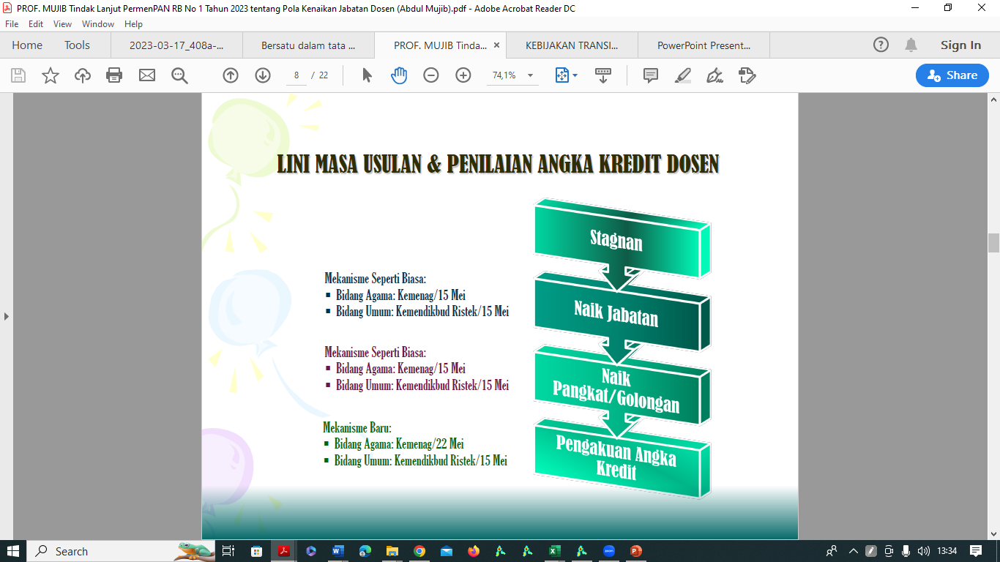 PROF. MUJIB Tindak Lanjut PermenPAN RB No 1 Tahun 2023 tentang Pola Kenaikan Jabatan Dosen (Abdul Mujib).pdf - Adobe Acrobat Reader DC
File Edit View Window Help
Home Tools 2023-03-17_408a-... Bersatu dalam tata ... PROF. MUJIB Tinda... KEBIJAKAN TRANSI... PowerPoint Present... Sign In
8 / 22 74,1% Share
LINI MASA USULAN & PENILAIAN ANGKA KREDIT DOSEN
Stagnan
Mekanisme Seperti Biasa:
▪ Bidang Agama: Kemenag/15 Mei
▪ Bidang Umum: Kemendikbud Ristek/15 Mei
Naik Jabatan
Mekanisme Seperti Biasa:
▪ Bidang Agama: Kemenag/15 Mei
▪ Bidang Umum: Kemendikbud Ristek/15 Mei
Naik
Pangkat/Golongan
Mekanisme Baru:
▪ Bidang Agama: Kemenag/22 Mei
▪ Bidang Umum: Kemendikbud Ristek/15 Mei
Pengakuan Angka
Kredit
Search 13:34